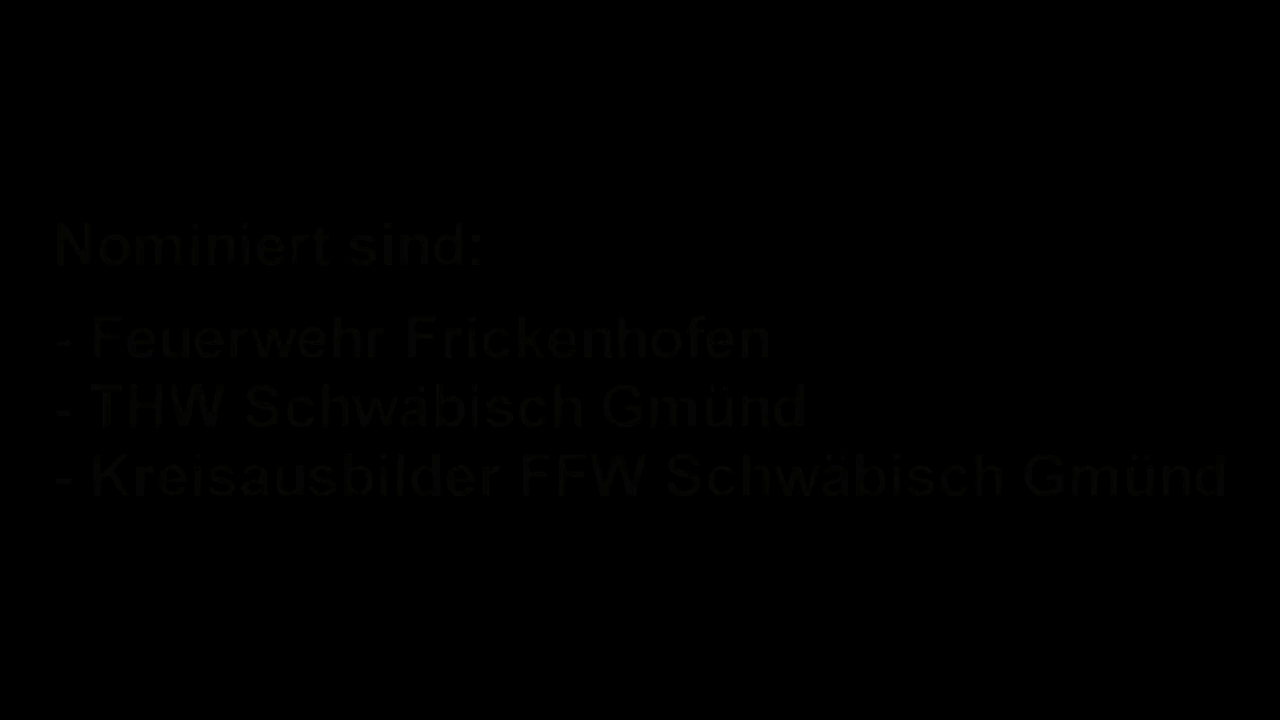 Nominiert sind:
- Feuerwehr Frickenhofen
- THW Schwäbisch Gmünd
- Kreisausbilder FFW Schwäbisch Gmünd